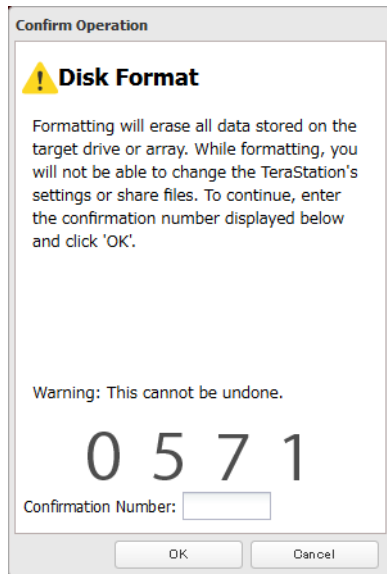 Confirm Operation
Disk Format
Formatting will erase all data stored on the
target drive or array. While formatting, you
will not be able to change the TeraStation's
settings or share files. To continue, enter
the confirmation number displayed below
and click 'OK'.
Warning: This cannot be undone.
0 5 7 1
Confirmation Number:
OK Cancel